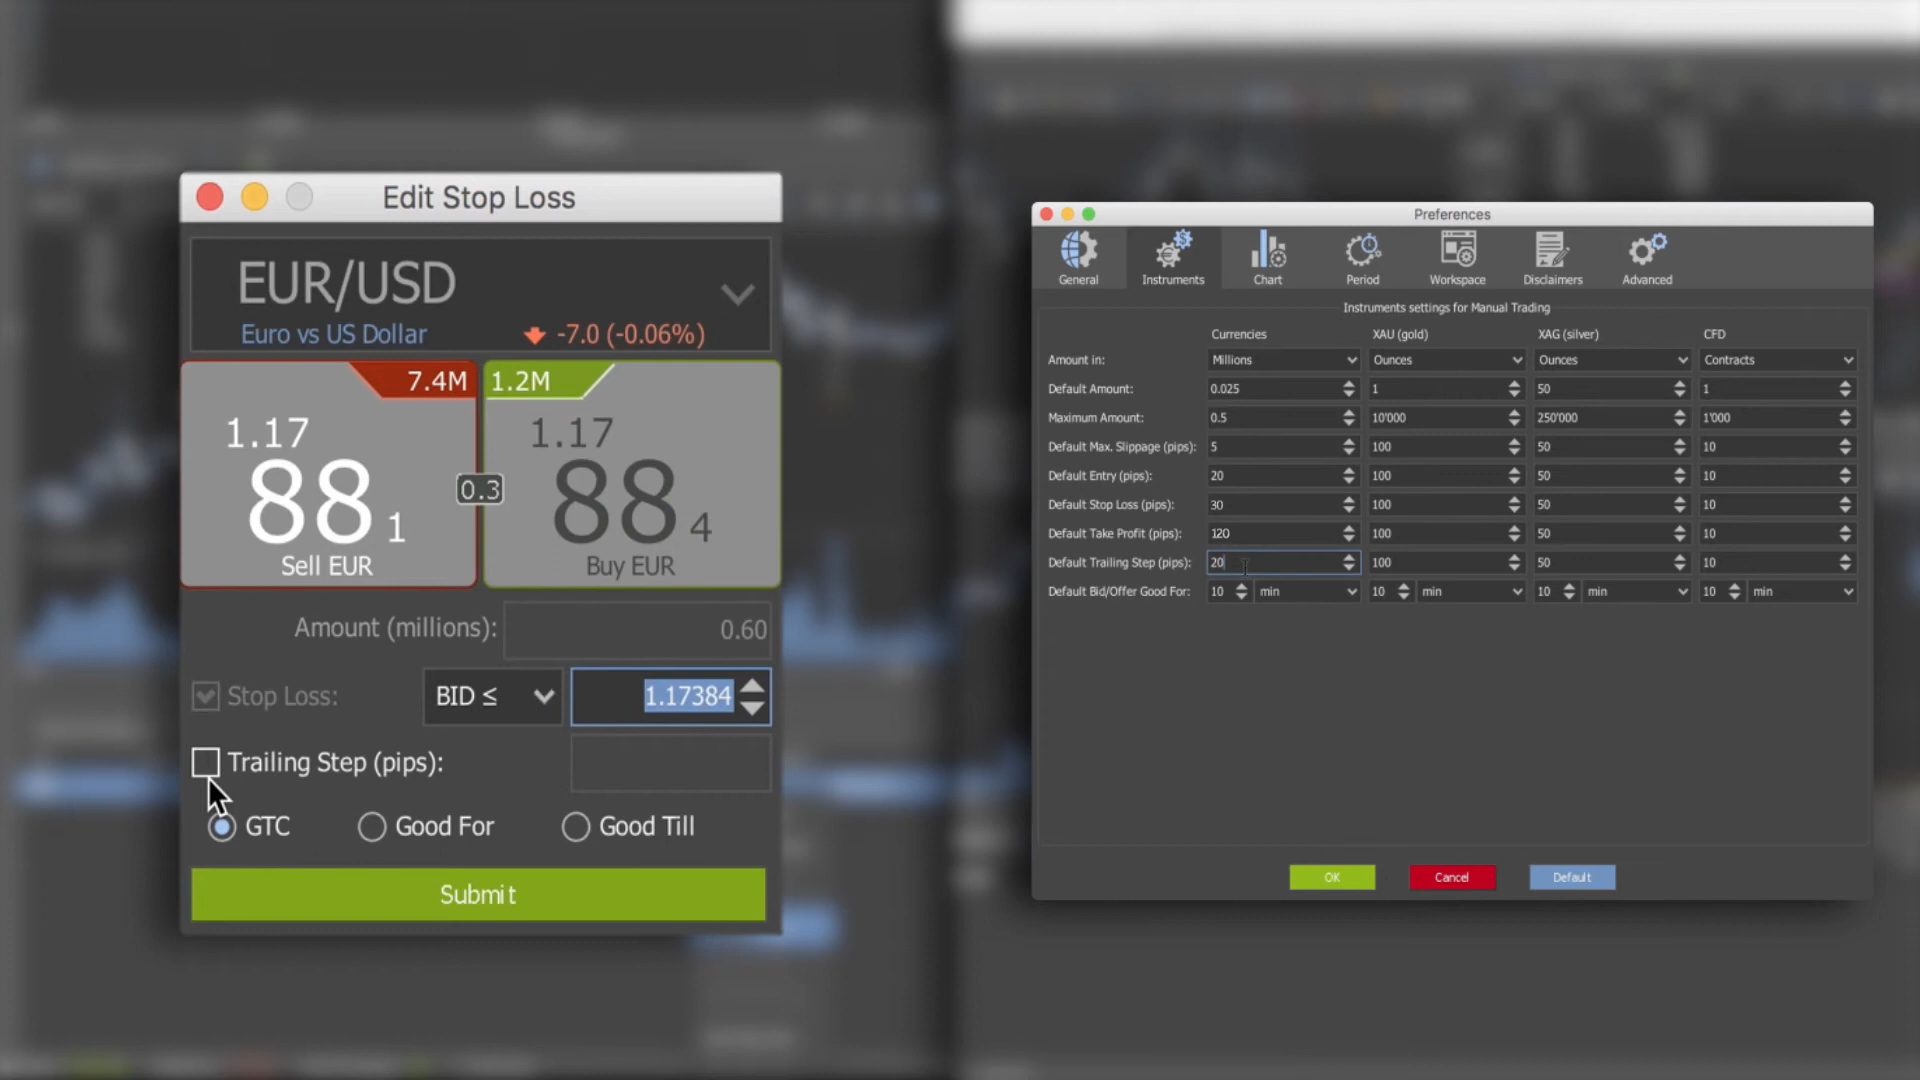 Edit Stop Loss
EUR/USD
Euro vs US Dollar -7.0 (-0.06%)
7.4M 1.2M
1.17 1.17
88 1 0.3 88 4
Sell EUR Buy EUR
Amount (millions): 0.60
Stop Loss: BID ≤ 1.17384
Trailing Step (pips):
GTC Good For Good Till
Submit
Preferences
General Instruments Chart Period Workspace Disclaimers Advanced
Instruments settings for Manual Trading
Currencies XAU (gold) XAG (silver) CFD
Amount in: Millions Ounces Ounces Contracts
Default Amount: 0.025 1 50 1
Maximum Amount: 0.5 10'000 250'000 1'000
Default Max. Slippage (pips): 5 100 50 10
Default Entry (pips): 20 100 50 10
Default Stop Loss (pips): 30 100 50 10
Default Take Profit (pips): 120 100 50 10
Default Trailing Step (pips): 20 100 50 10
Default Bid/Offer Good For: 10 min 10 min 10 min 10 min
OK Cancel Default